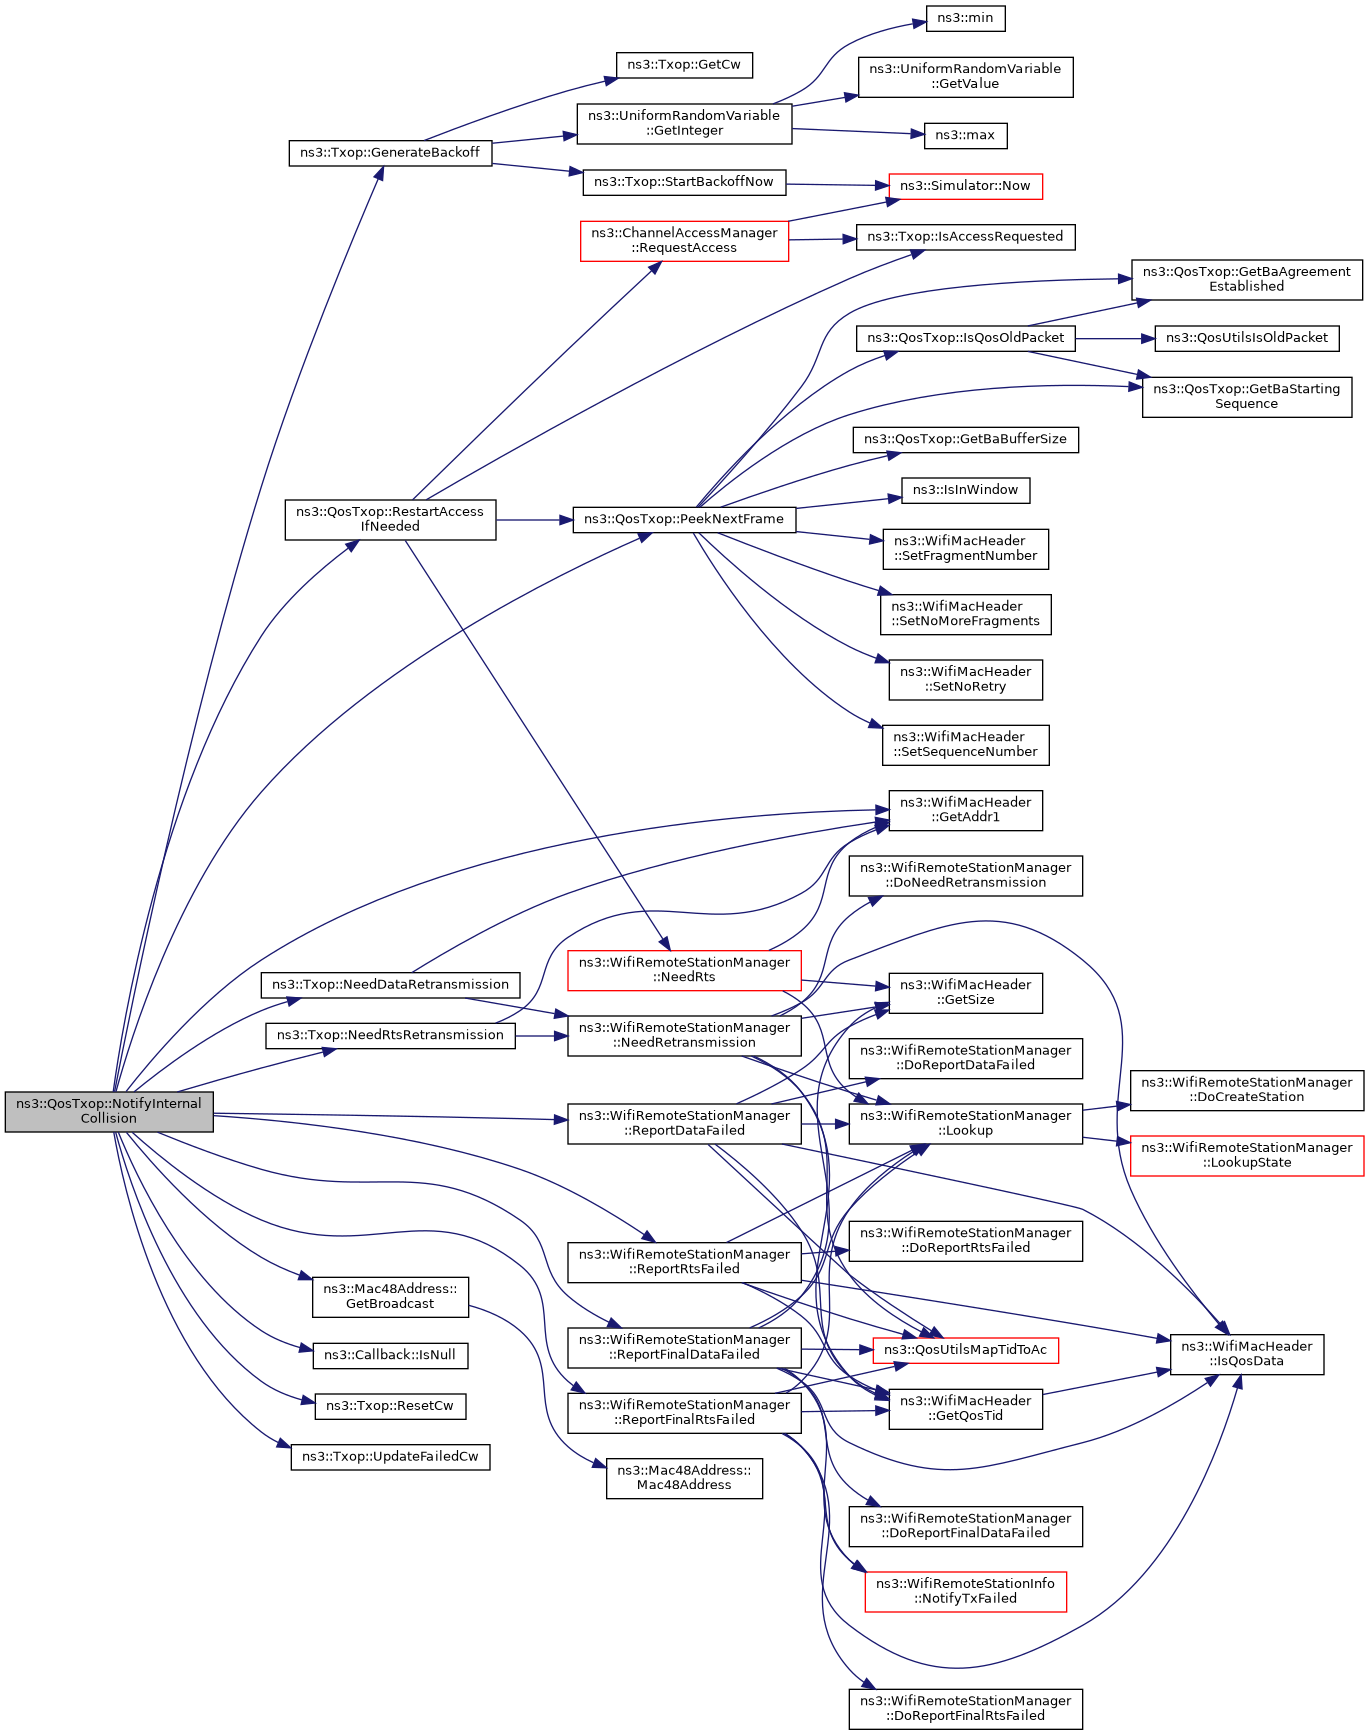 ns3::min
ns3::Txop::GetCw
ns3::UniformRandomVariable
::GetValue
ns3::UniformRandomVariable
::GetInteger
ns3::max
ns3::Txop::GenerateBackoff
ns3::Txop::StartBackoffNow
ns3::Simulator::Now
ns3::ChannelAccessManager
::RequestAccess
ns3::Txop::IsAccessRequested
ns3::QosTxop::GetBaAgreement
Established
ns3::QosTxop::IsQosOldPacket
ns3::QosUtilsIsOldPacket
ns3::QosTxop::GetBaStarting
Sequence
ns3::QosTxop::GetBaBufferSize
ns3::IsInWindow
ns3::QosTxop::RestartAccess
IfNeeded
ns3::QosTxop::PeekNextFrame
ns3::WifiMacHeader
::SetFragmentNumber
ns3::WifiMacHeader
::SetNoMoreFragments
ns3::WifiMacHeader
::SetNoRetry
ns3::WifiMacHeader
::SetSequenceNumber
ns3::WifiMacHeader
::GetAddr1
ns3::WifiRemoteStationManager
::DoNeedRetransmission
ns3::WifiRemoteStationManager
::NeedRts
ns3::Txop::NeedDataRetransmission
ns3::WifiMacHeader
::GetSize
ns3::Txop::NeedRtsRetransmission
ns3::WifiRemoteStationManager
::NeedRetransmission
ns3::WifiRemoteStationManager
::DoReportDataFailed
ns3::WifiRemoteStationManager
::DoCreateStation
ns3::QosTxop::NotifyInternal
Collision
ns3::WifiRemoteStationManager
::ReportDataFailed
ns3::WifiRemoteStationManager
::Lookup
ns3::WifiRemoteStationManager
::LookupState
ns3::WifiRemoteStationManager
::DoReportRtsFailed
ns3::WifiRemoteStationManager
::ReportRtsFailed
ns3::Mac48Address::
GetBroadcast
ns3::WifiRemoteStationManager
::ReportFinalDataFailed
ns3::QosUtilsMapTidToAc
ns3::WifiMacHeader
::IsQosData
ns3::Callback::IsNull
ns3::Txop::ResetCw
ns3::WifiRemoteStationManager
::ReportFinalRtsFailed
ns3::WifiMacHeader
::GetQosTid
ns3::Txop::UpdateFailedCw
ns3::Mac48Address::
Mac48Address
ns3::WifiRemoteStationManager
::DoReportFinalDataFailed
ns3::WifiRemoteStationInfo
::NotifyTxFailed
ns3::WifiRemoteStationManager
::DoReportFinalRtsFailed